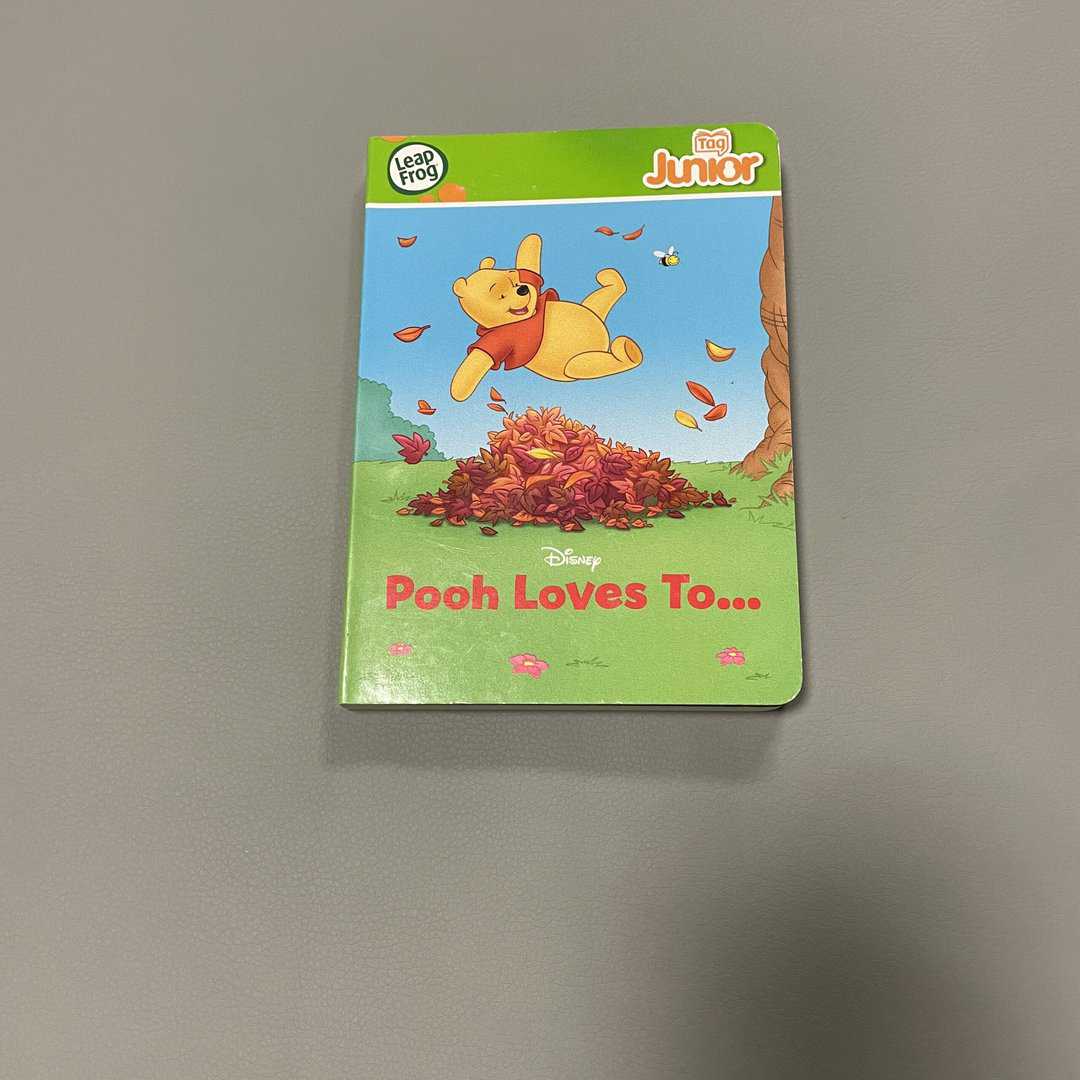 Leap
Frog
Tag
Junior
Disney
Pooh Loves To...